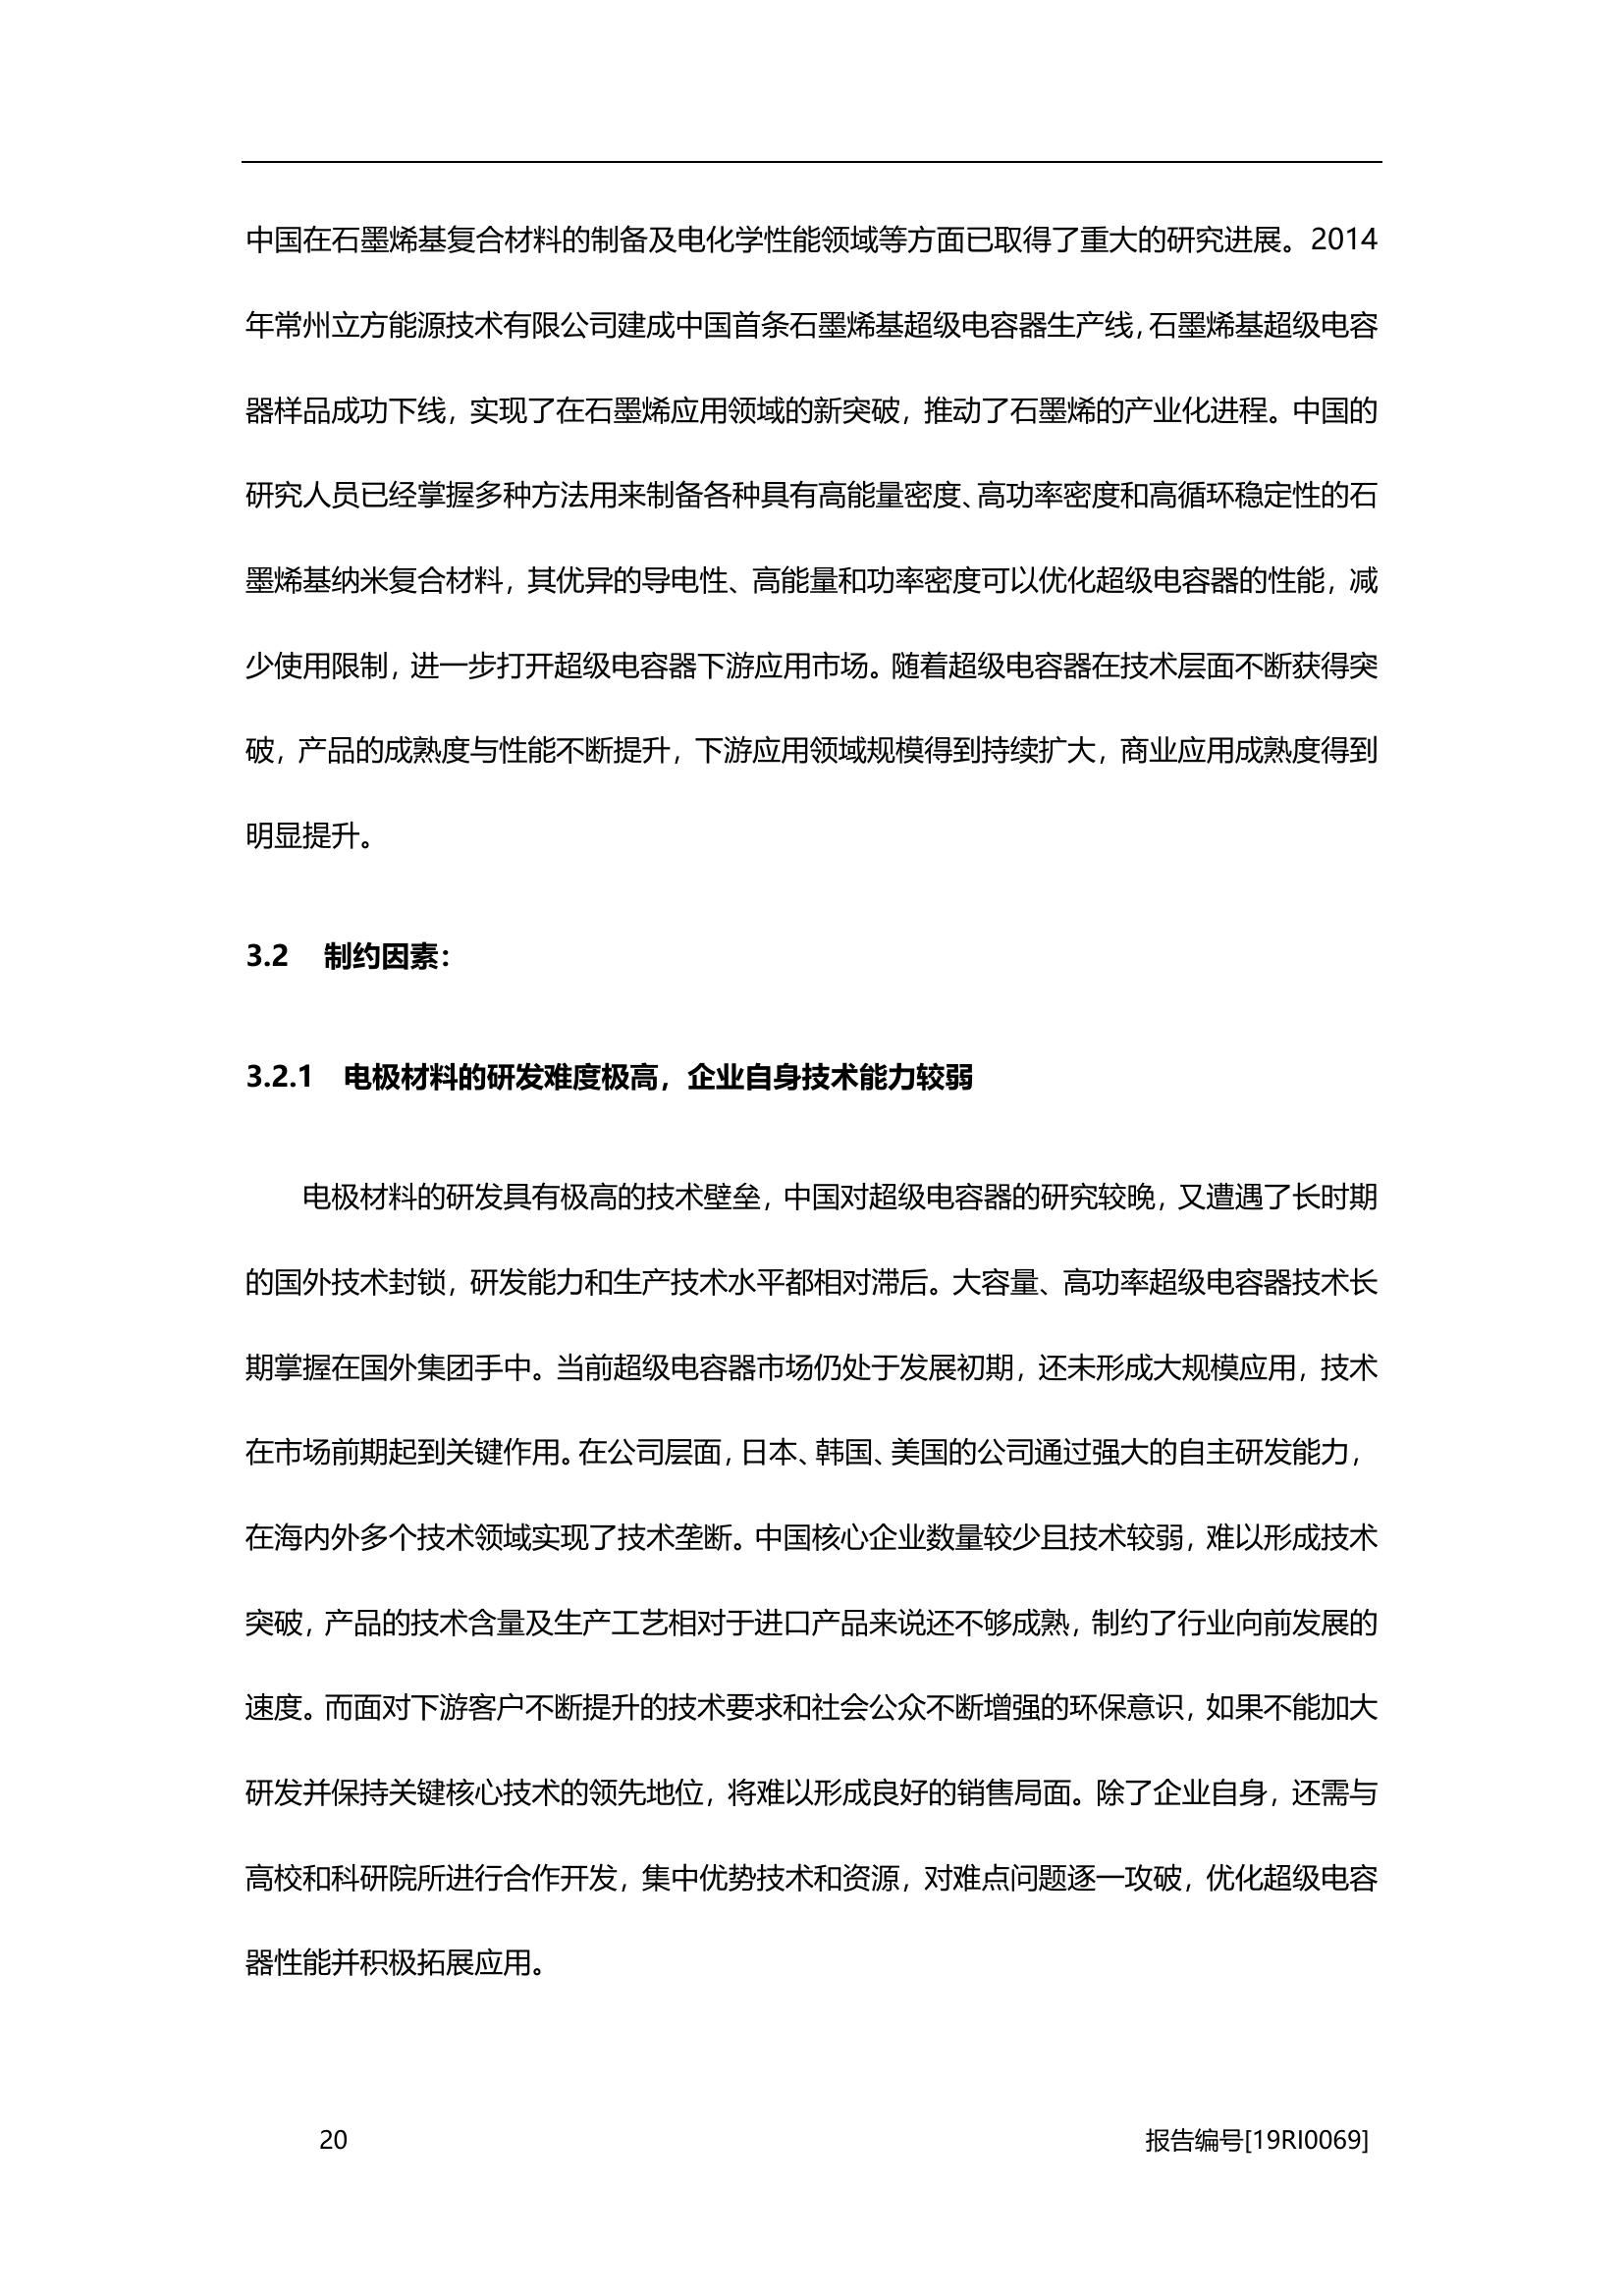 中国在石墨烯基复合材料的制备及电化学性能领域等方面已取得了重大的研究进展。2014
年常州立方能源技术有限公司建成中国首条石墨烯基超级电容器生产线，石墨烯基超级电容
器样品成功下线，实现了在石墨烯应用领域的新突破，推动了石墨烯的产业化进程。中国的
研究人员已经掌握多种方法用来制备各种具有高能量密度、高功率密度和高循环稳定性的石
墨烯基纳米复合材料，其优异的导电性、高能量和功率密度可以优化超级电容器的性能，减
少使用限制，进一步打开超级电容器下游应用市场。随着超级电容器在技术层面不断获得突
破，产品的成熟度与性能不断提升，下游应用领域规模得到持续扩大，商业应用成熟度得到
明显提升。
3.2 制约因素：
3.2.1 电极材料的研发难度极高，企业自身技术能力较弱
电极材料的研发具有极高的技术壁垒，中国对超级电容器的研究较晚，又遭遇了长时期
的国外技术封锁，研发能力和生产技术水平都相对滞后。大容量、高功率超级电容器技术长
期掌握在国外集团手中。当前超级电容器市场仍处于发展初期，还未形成大规模应用，技术
在市场前期起到关键作用。在公司层面，日本、韩国、美国的公司通过强大的自主研发能力，
在海内外多个技术领域实现了技术垄断。中国核心企业数量较少且技术较弱，难以形成技术
突破，产品的技术含量及生产工艺相对于进口产品来说还不够成熟，制约了行业向前发展的
速度。而面对下游客户不断提升的技术要求和社会公众不断增强的环保意识，如果不能加大
研发并保持关键核心技术的领先地位，将难以形成良好的销售局面。除了企业自身，还需与
高校和科研院所进行合作开发，集中优势技术和资源，对难点问题逐一攻破，优化超级电容
器性能并积极拓展应用。
20 报告编号[19RI0069]